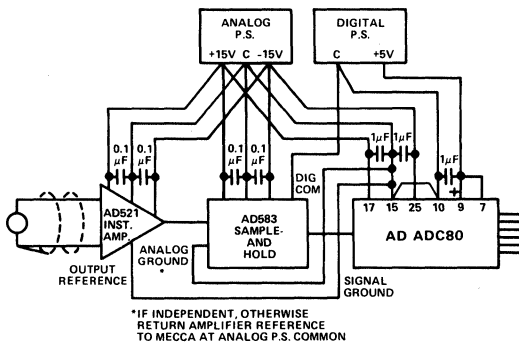 ANALOG
P.S.
+15V C -15V
DIGITAL
P.S.
C +5V
0.1
µF
0.1
µF
0.1
µF
0.1
µF
1µF
1µF
1µF
DIG
COM
+
17 15 25 10 9 7
AD521
INST.
AMP.
AD583
SAMPLE-
AND
HOLD
AD ADC80
ANALOG
GROUND
*
OUTPUT
REFERENCE
SIGNAL
GROUND
*IF INDEPENDENT, OTHERWISE
RETURN AMPLIFIER REFERENCE
TO MECCA AT ANALOG P.S. COMMON